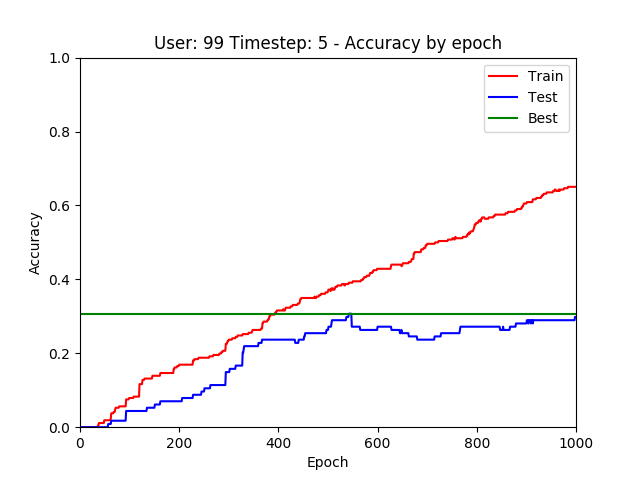 User: 99 Timestep: 5 - Accuracy by epoch
1.0
0.8
0.6
0.4
0.2
0.0
Accuracy
Train
Test
Best
0 200 400 600 800 1000
Epoch